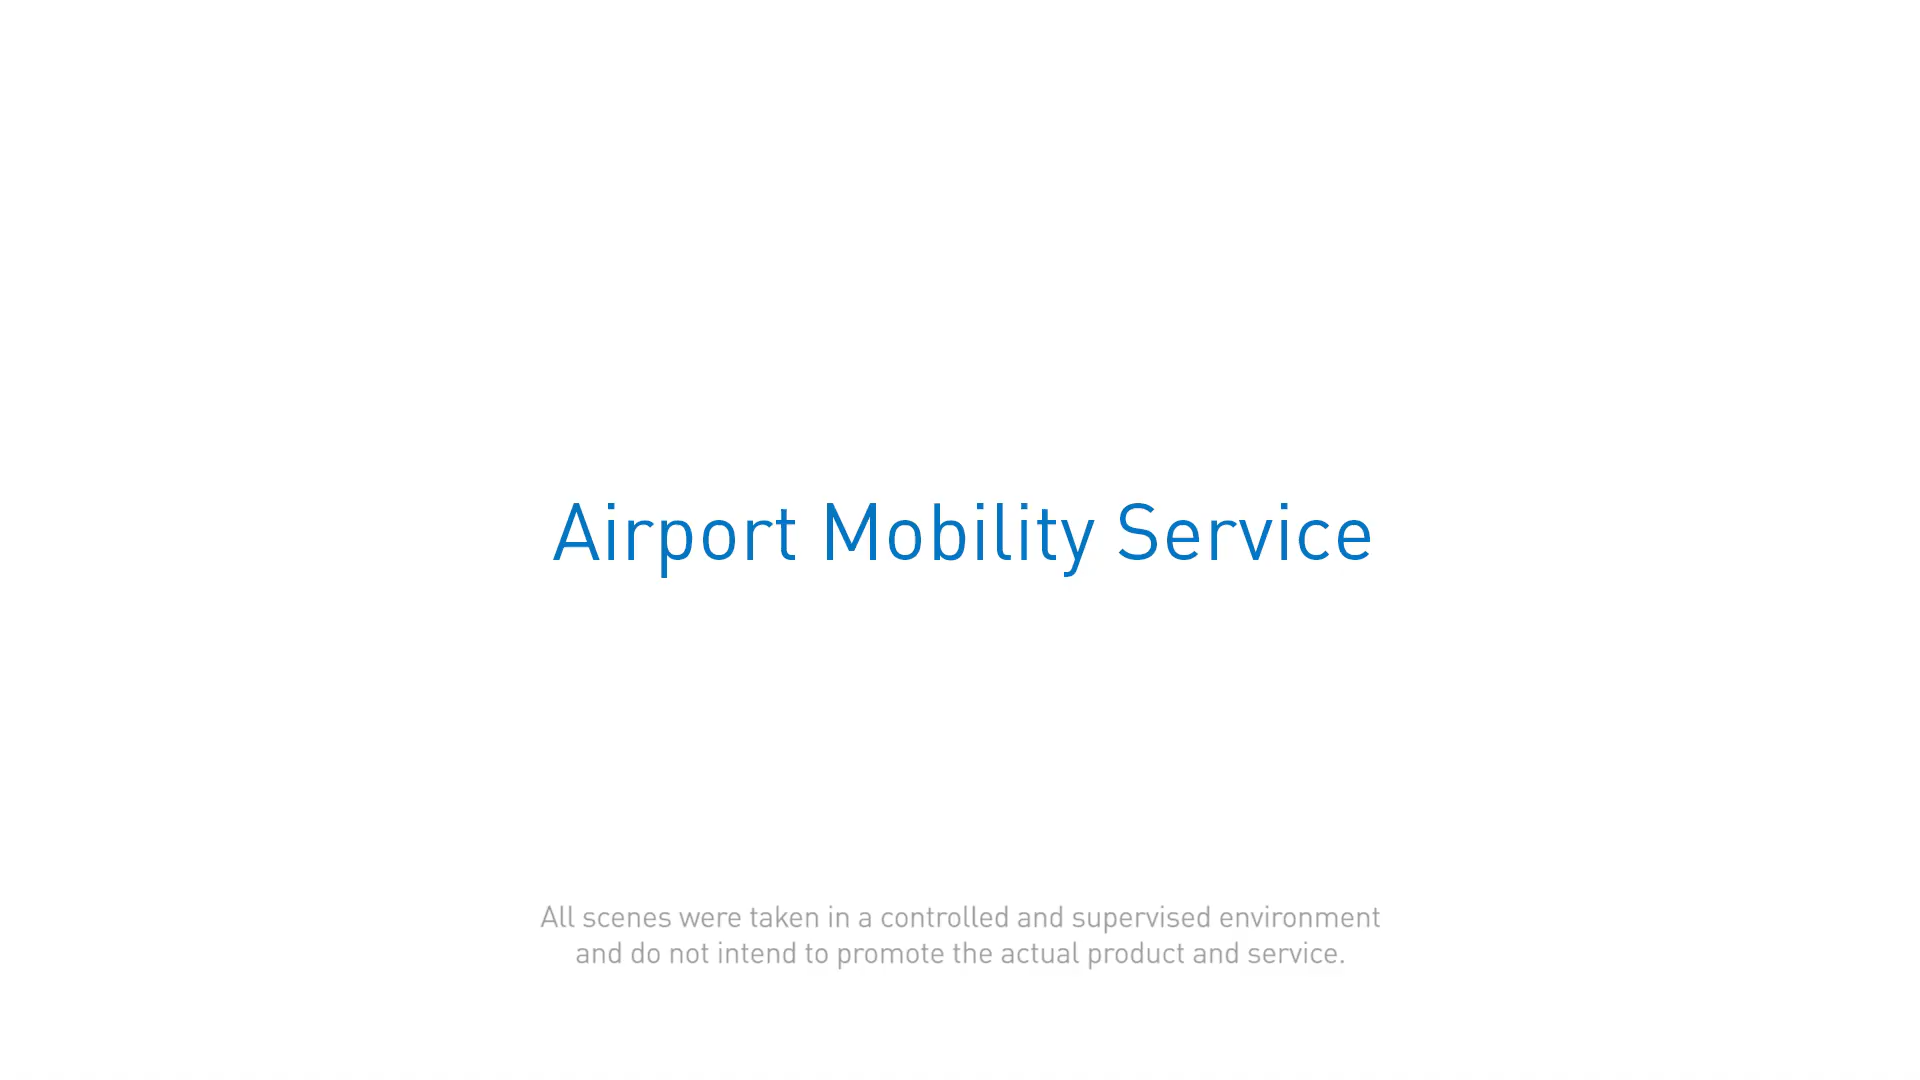 Airport Mobility Service
All scenes were taken in a controlled and supervised environment
and do not intend to promote the actual product and service.